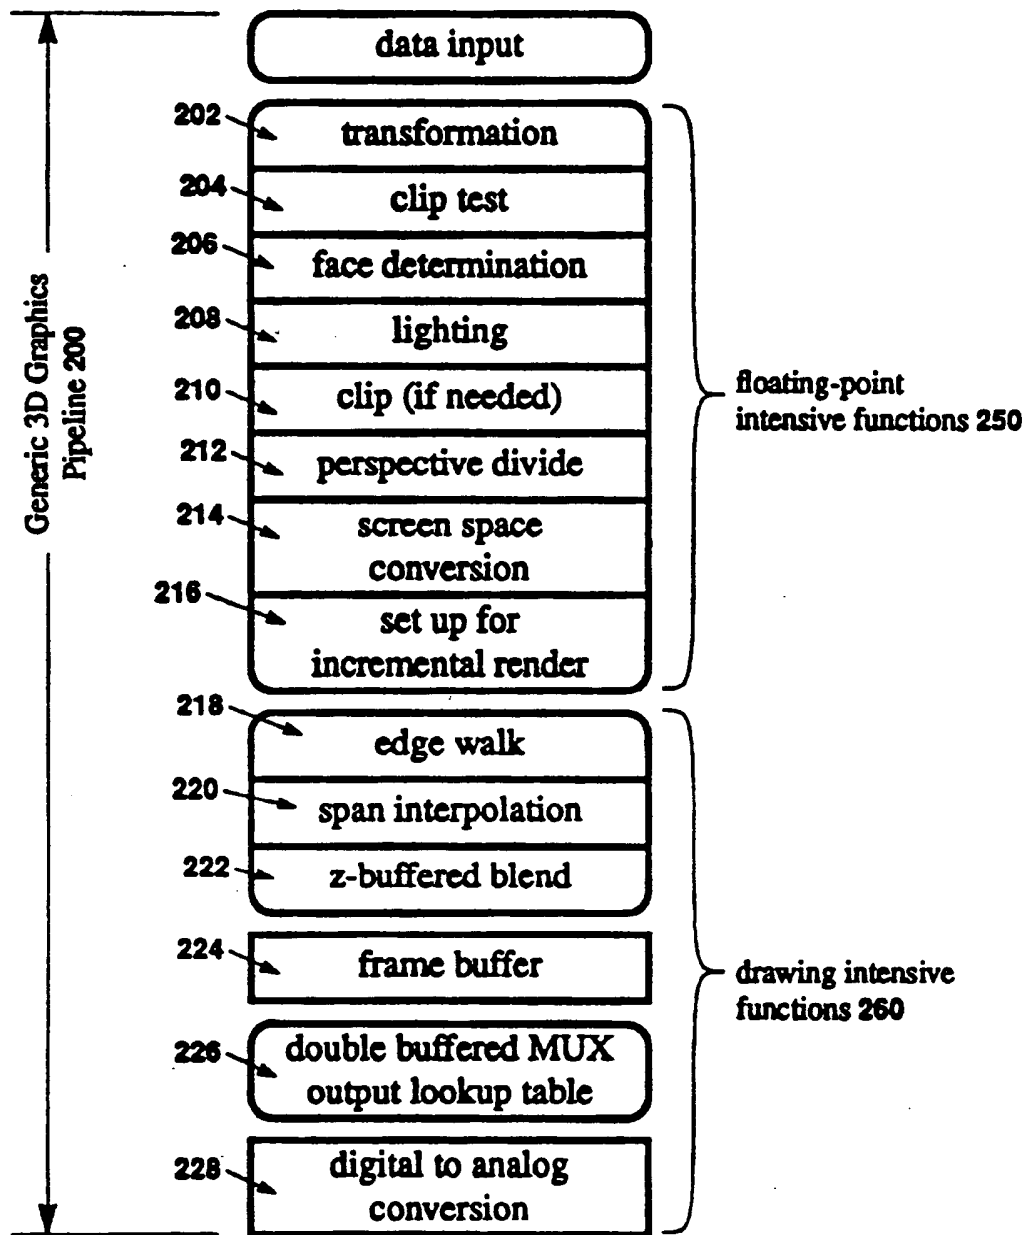 data input
202
transformation
204
clip test
206
face determination
208
lighting
210
clip (if needed)
212
perspective divide
214
screen space
conversion
216
set up for
incremental render
218
edge walk
220
span interpolation
222
z-buffered blend
224
frame buffer
226
double buffered MUX
output lookup table
228
digital to analog
conversion
Generic 3D Graphics
Pipeline 200
floating-point
intensive functions 250
drawing intensive
functions 260